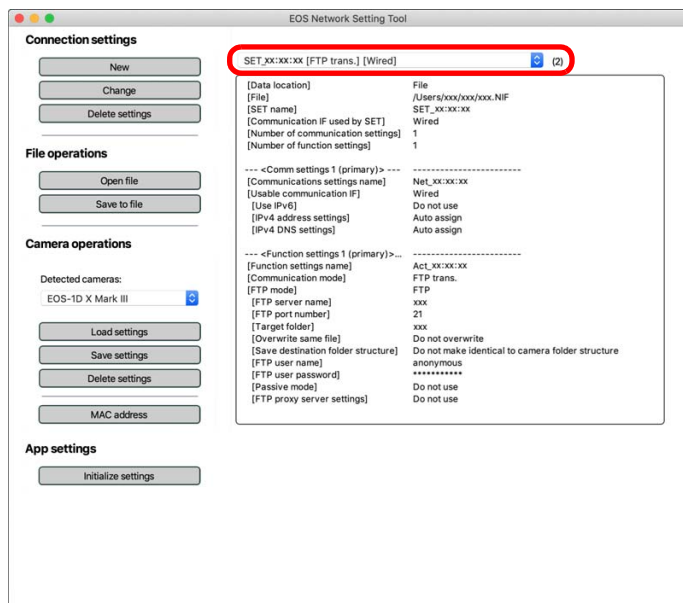 EOS Network Setting Tool
Connection settings
New
Change
Delete settings
File operations
Open file
Save to file
Camera operations
Detected cameras:
EOS-1D X Mark III
Load settings
Save settings
Delete settings
MAC address
App settings
Initialize settings
SET_xx:xx:xx [FTP trans.] [Wired] (2)
[Data location] File
[File] /Users/xxx/xxx/xxx.NIF
[SET name] SET_xx:xx:xx
[Communication IF used by SET] Wired
[Number of communication settings] 1
[Number of function settings] 1
--- <Comm settings 1 (primary)> --- ------------------------
[Communications settings name] Net_xx:xx:xx
[Usable communication IF] Wired
[Use IPv6] Do not use
[IPv4 address settings] Auto assign
[IPv4 DNS settings] Auto assign
--- <Function settings 1 (primary)>... ------------------------
[Function settings name] Act_xx:xx:xx
[Communication mode] FTP trans.
[FTP mode] FTP
[FTP server name] xxx
[FTP port number] 21
[Target folder] xxx
[Overwrite same file] Do not overwrite
[Save destination folder structure] Do not make identical to camera folder structure
[FTP user name] anonymous
[FTP user password] ***********
[Passive mode] Do not use
[FTP proxy server settings] Do not use